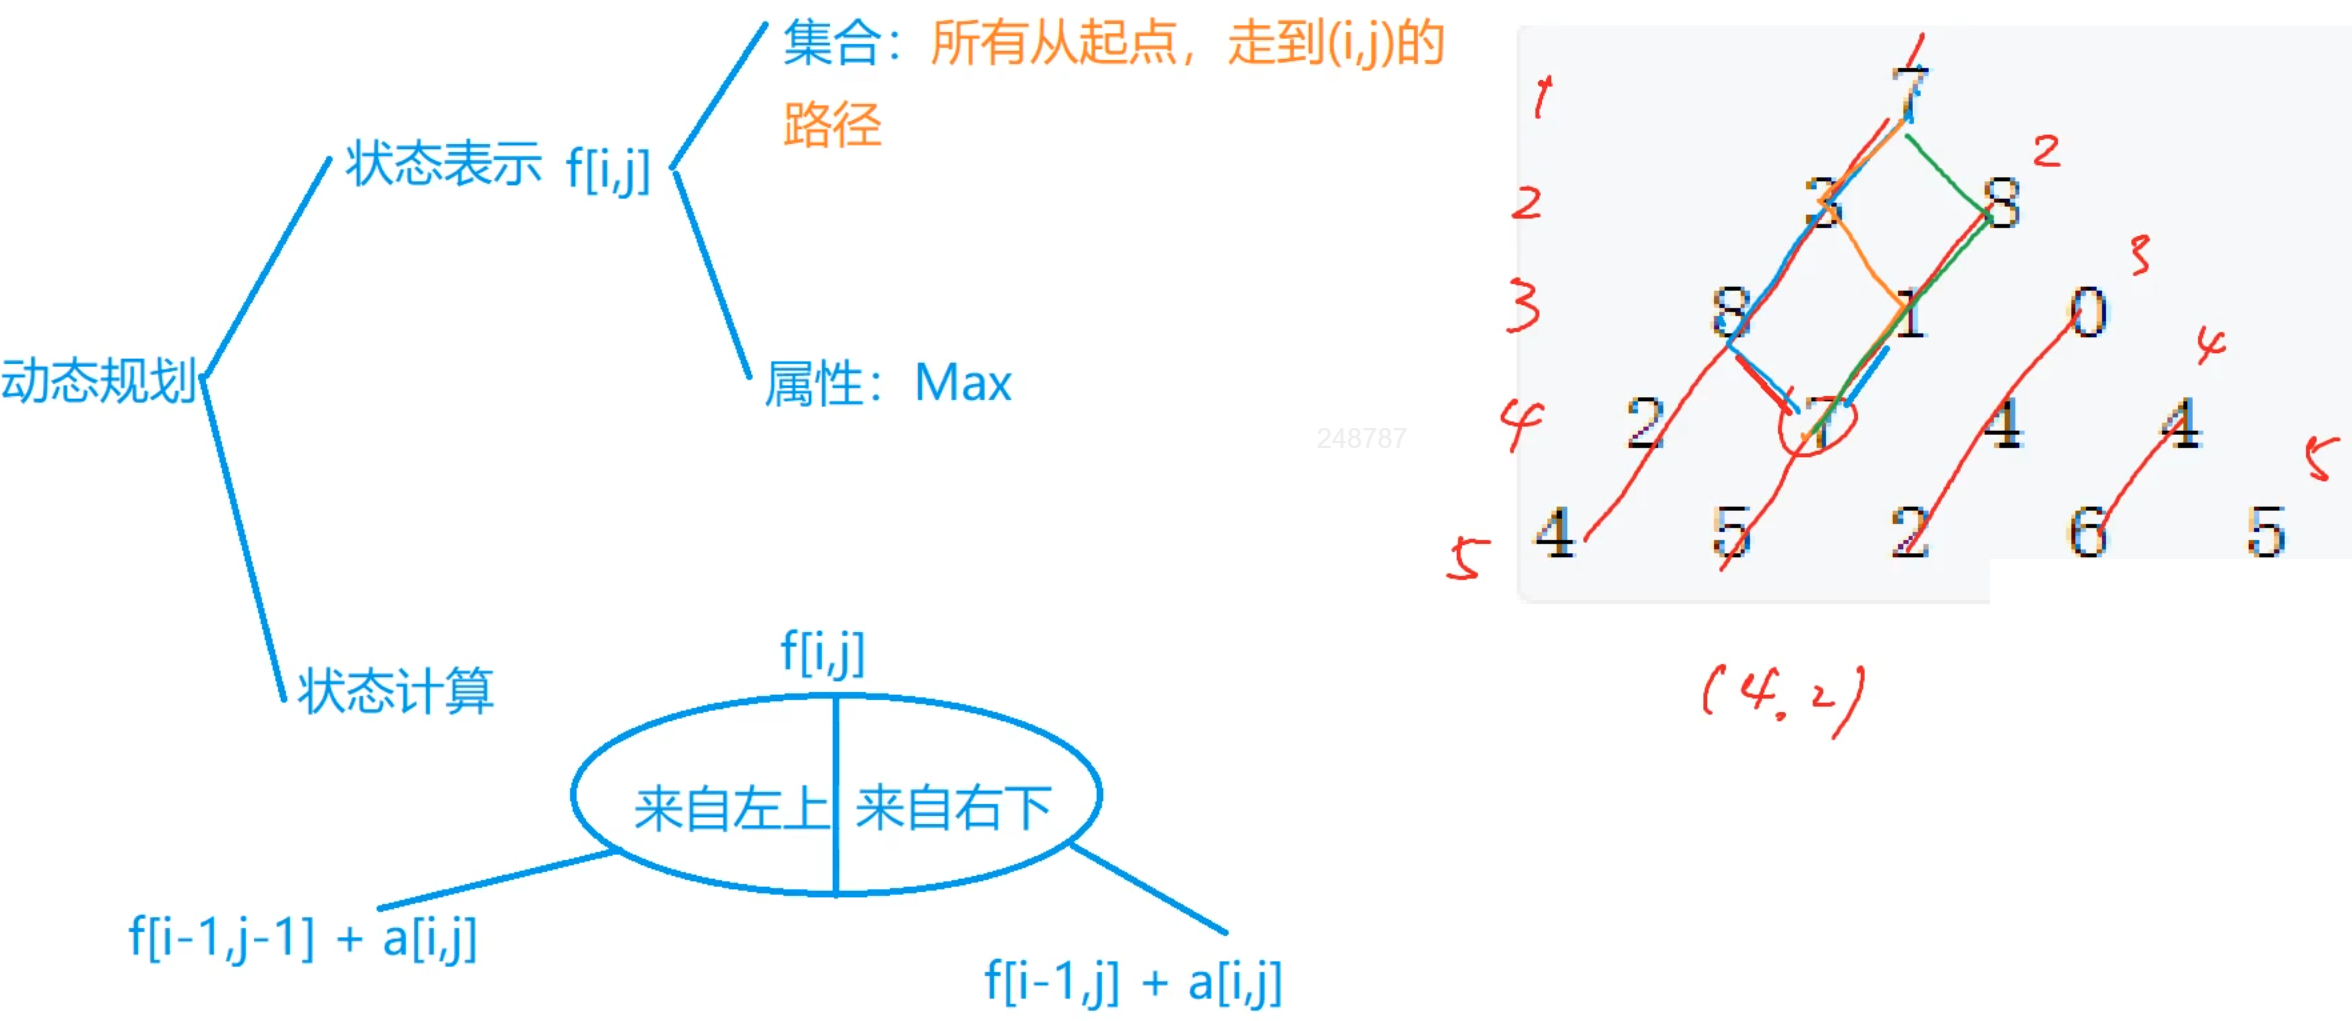 集合：所有从起点，走到(i,j)的
路径
状态表示 f[i,j]
动态规划
属性：Max
状态计算
f[i,j]
来自左上 来自右下
f[i-1,j-1] + a[i,j]
f[i-1,j] + a[i,j]
248787
1
1 7
2 3 8 2
3 8 1 0 3
4 2 7 4 4 4
5 4 5 2 6 5 5
(4.2)